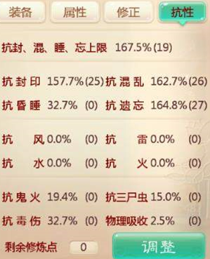 装备 属性 修正 抗性
抗封、混、睡、忘上限 167.5%(19)
抗封印 157.7%(25) 抗混乱 162.7%(26)
抗昏睡 32.7% (0) 抗遗忘 164.8%(27)
抗 风 0.0% (0) 抗 雷 0.0% (0)
抗 水 0.0% (0) 抗 火 0.0% (0)
抗鬼火 19.4% (0) 抗三尸虫 15.0% (0)
抗毒伤 32.7% (0) 物理吸收 2.5% (0)
剩余修炼点 0 调整